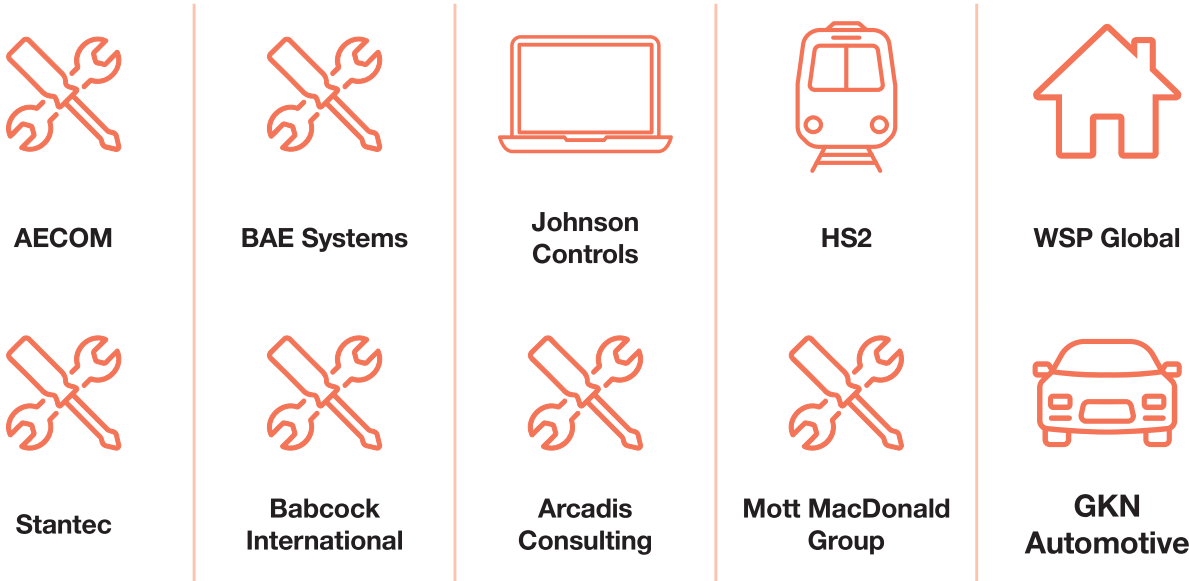 AECOM
BAE Systems
Johnson
Controls
HS2
WSP Global
Stantec
Babcock
International
Arcadis
Consulting
Mott MacDonald
Group
GKN
Automotive